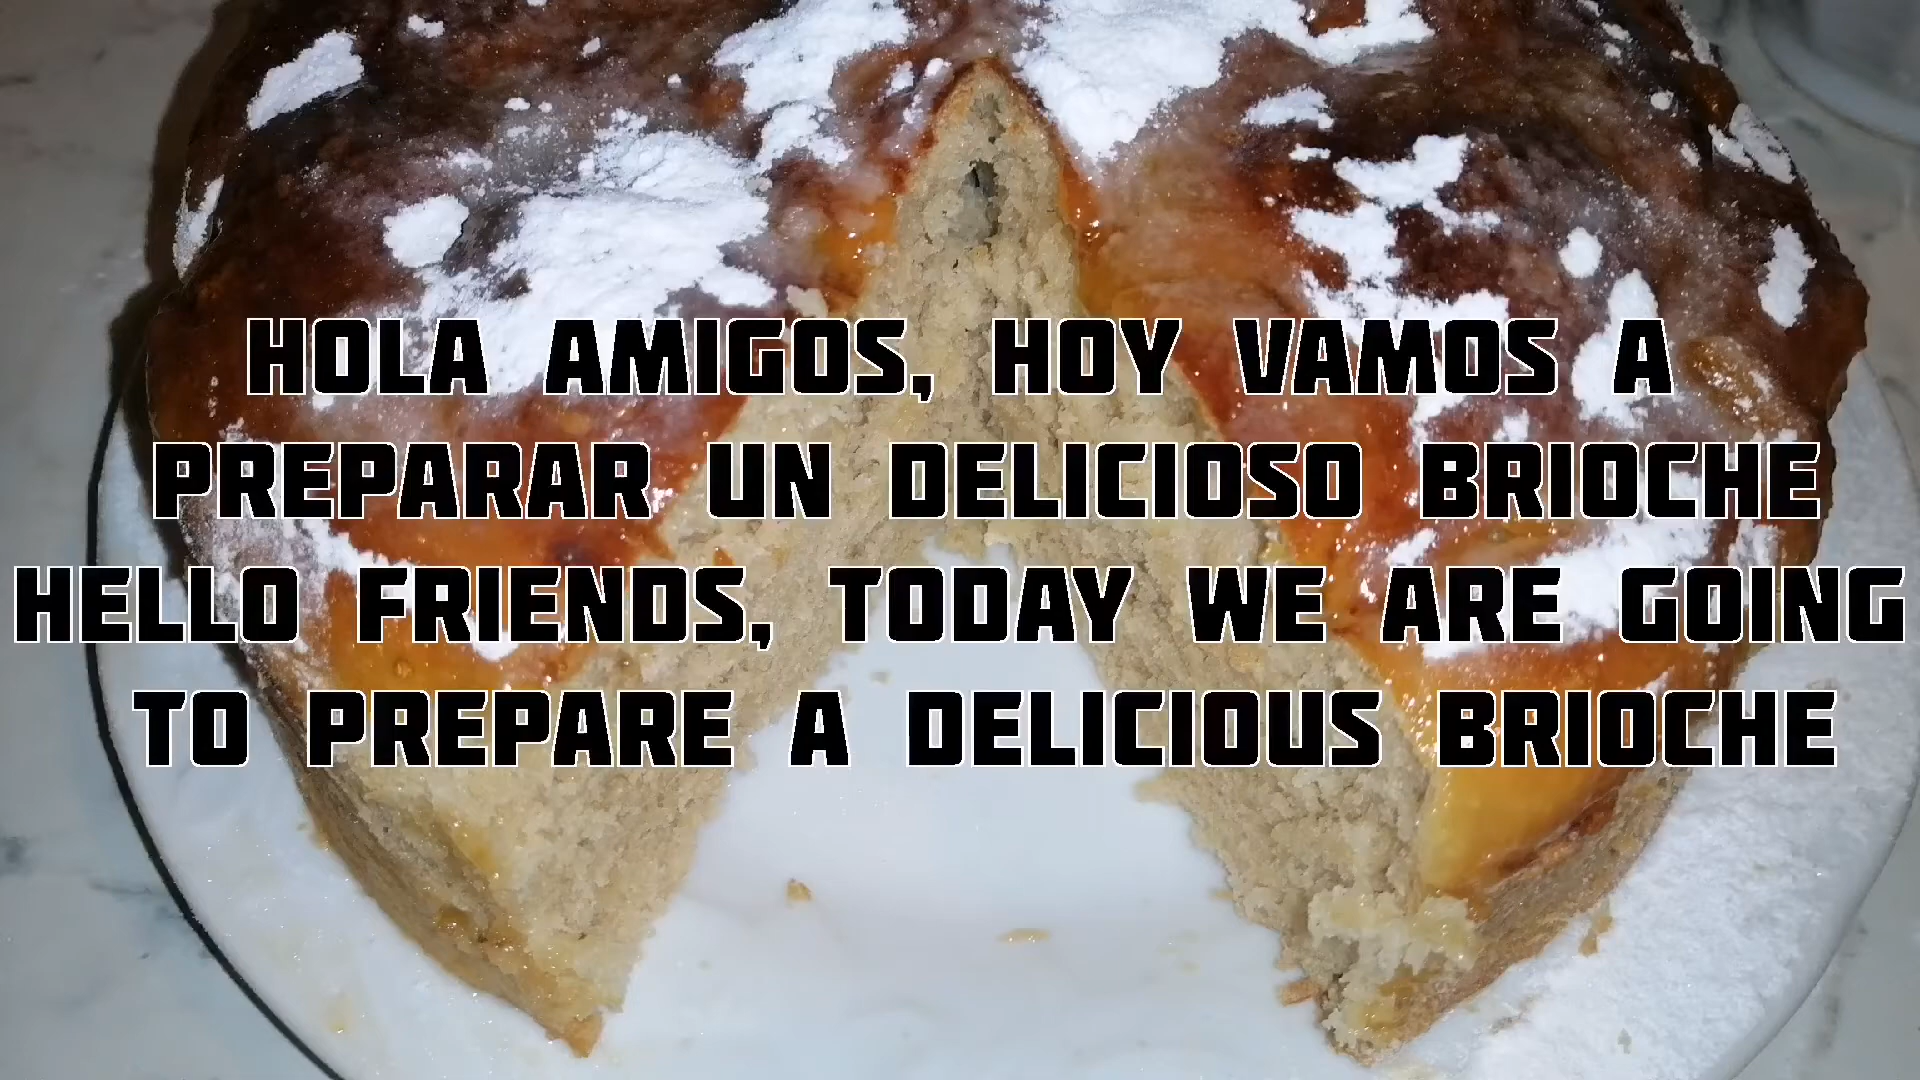 HOLA AMIGOS, HOY VAMOS A
PREPARAR UN DELICIOSO BRIOCHE
HELLO FRIENDS, TODAY WE ARE GOING
TO PREPARE A DELICIOUS BRIOCHE